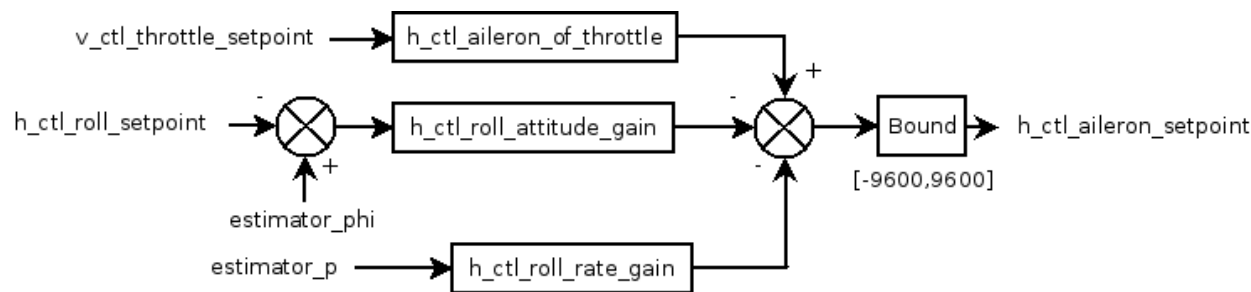 v_ctl_throttle_setpoint
h_ctl_aileron_of_throttle
+
-
-
h_ctl_roll_setpoint
h_ctl_roll_attitude_gain
Bound
h_ctl_aileron_setpoint
+
-
[-9600,9600]
estimator_phi
estimator_p
h_ctl_roll_rate_gain